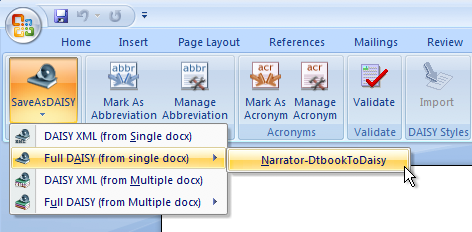 Home Insert Page Layout References Mailings Review
abbr abbr acr acr
SaveAsDAISY Mark As Abbreviation Manage Abbreviation Mark As Acronym Manage Acronym Validate Import
Acronyms Validate DAISY Styles
DAISY XML (from Single docx)
Full DAISY (from single docx) Narrator-DtbookToDaisy
DAISY XML (from Multiple docx)
Full DAISY (from Multiple docx)